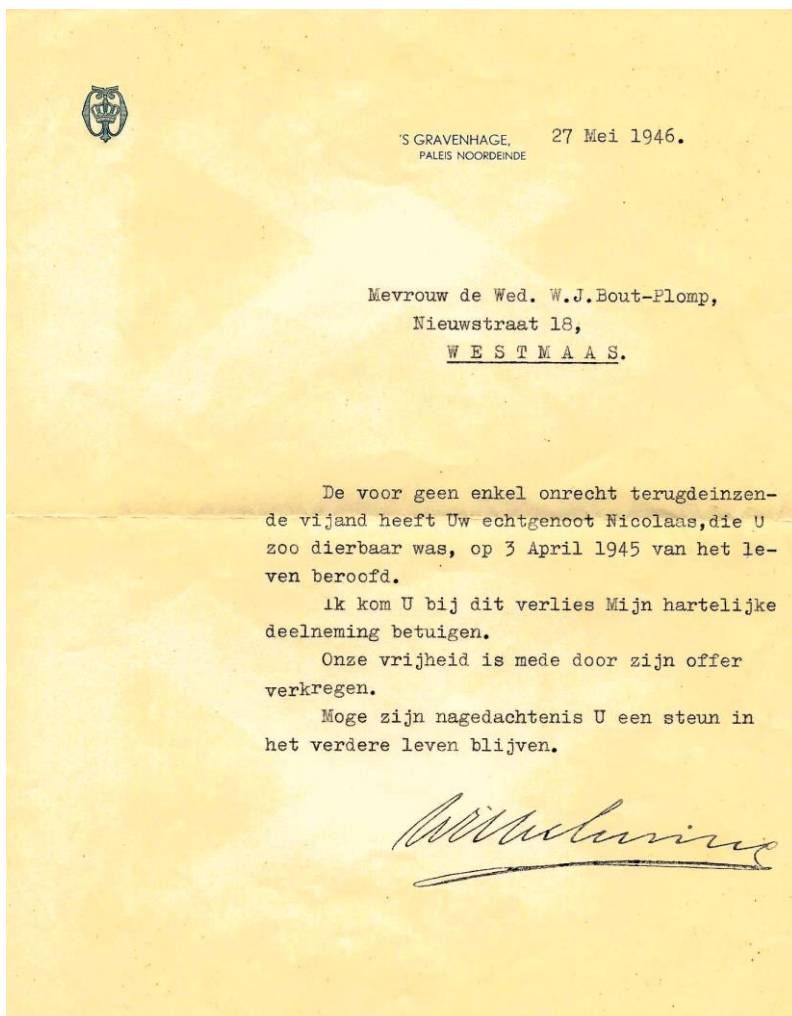 'S GRAVENHAGE, 27 Mei 1946.
PALEIS NOORDEINDE
Mevrouw de Wed. W.J.Bout-Plomp,
Nieuwstraat 18,
WESTMAAS.
De voor geen enkel onrecht terugdeinzen-
de vijand heeft Uw echtgenoot Nicolaas,die U
zoo dierbaar was, op 3 April 1945 van het le-
ven beroofd.
Ik kom U bij dit verlies Mijn hartelijke
deelneming betuigen.
Onze vrijheid is mede door zijn offer
verkregen.
Moge zijn nagedachtenis U een steun in
het verdere leven blijven.
Wilhelmina